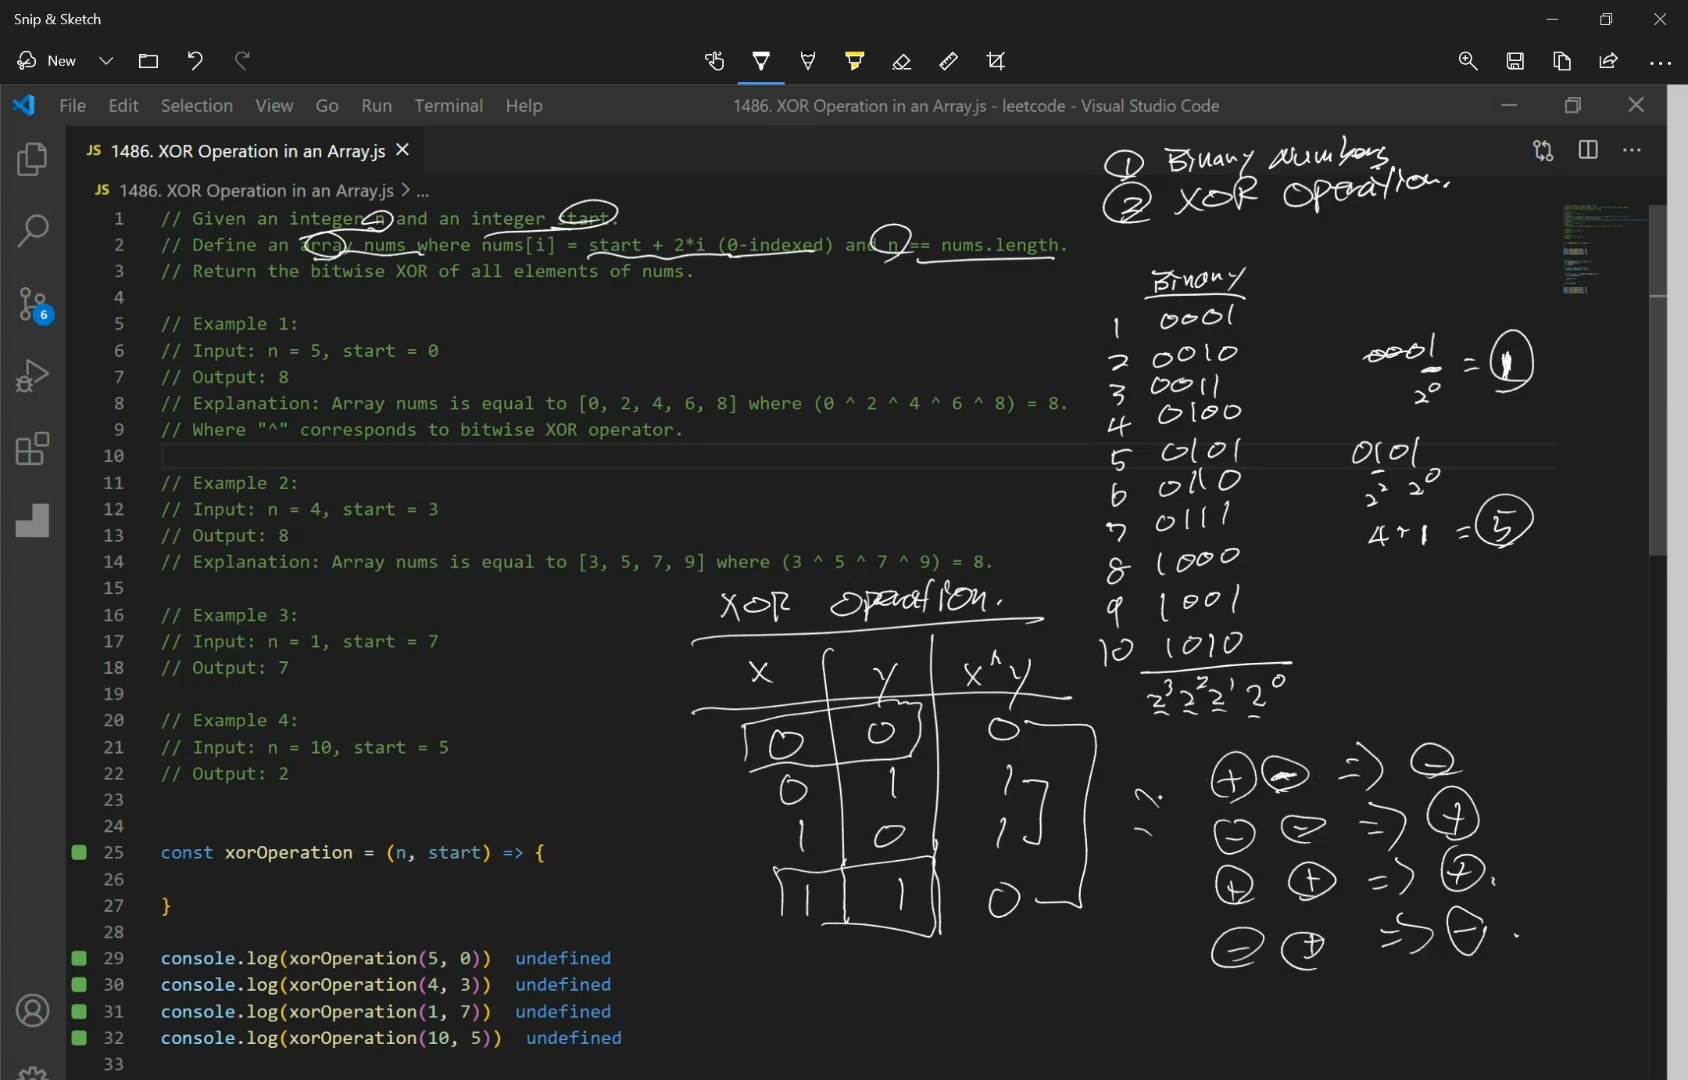 Snip & Sketch
New
File Edit Selection View Go Run Terminal Help
1486. XOR Operation in an Array.js - leetcode - Visual Studio Code
JS 1486. XOR Operation in an Array.js
JS 1486. XOR Operation in an Array.js > ...
1 // Given an integer n and an integer start.
2 // Define an array nums where nums[i] = start + 2*i (0-indexed) and n == nums.length.
3 // Return the bitwise XOR of all elements of nums.
4
5 // Example 1:
6 // Input: n = 5, start = 0
7 // Output: 8
8 // Explanation: Array nums is equal to [0, 2, 4, 6, 8] where (0 ^ 2 ^ 4 ^ 6 ^ 8) = 8.
9 // Where "^" corresponds to bitwise XOR operator.
10
11 // Example 2:
12 // Input: n = 4, start = 3
13 // Output: 8
14 // Explanation: Array nums is equal to [3, 5, 7, 9] where (3 ^ 5 ^ 7 ^ 9) = 8.
15
16 // Example 3:
17 // Input: n = 1, start = 7
18 // Output: 7
19
20 // Example 4:
21 // Input: n = 10, start = 5
22 // Output: 2
23
24
25 const xorOperation = (n, start) => {
26
27 }
28
29 console.log(xorOperation(5, 0)) undefined
30 console.log(xorOperation(4, 3)) undefined
31 console.log(xorOperation(1, 7)) undefined
32 console.log(xorOperation(10, 5)) undefined
33
6
① Binary Numbers
② XOR Operation.
Binary
1 0001
2 0010
3 0011
4 0100
5 0101
6 0110
7 0111
8 1000
9 1001
10 1010
2³ 2² 2¹ 2⁰
0001 = 1
2⁰
0101
2² 2⁰
4 + 1 = 5
XOR Operation.
x y x^y
0 0 0
0 1 1
1 0 1
1 1 0
+ - => -
- - => +
+ + => +.
- + => -.